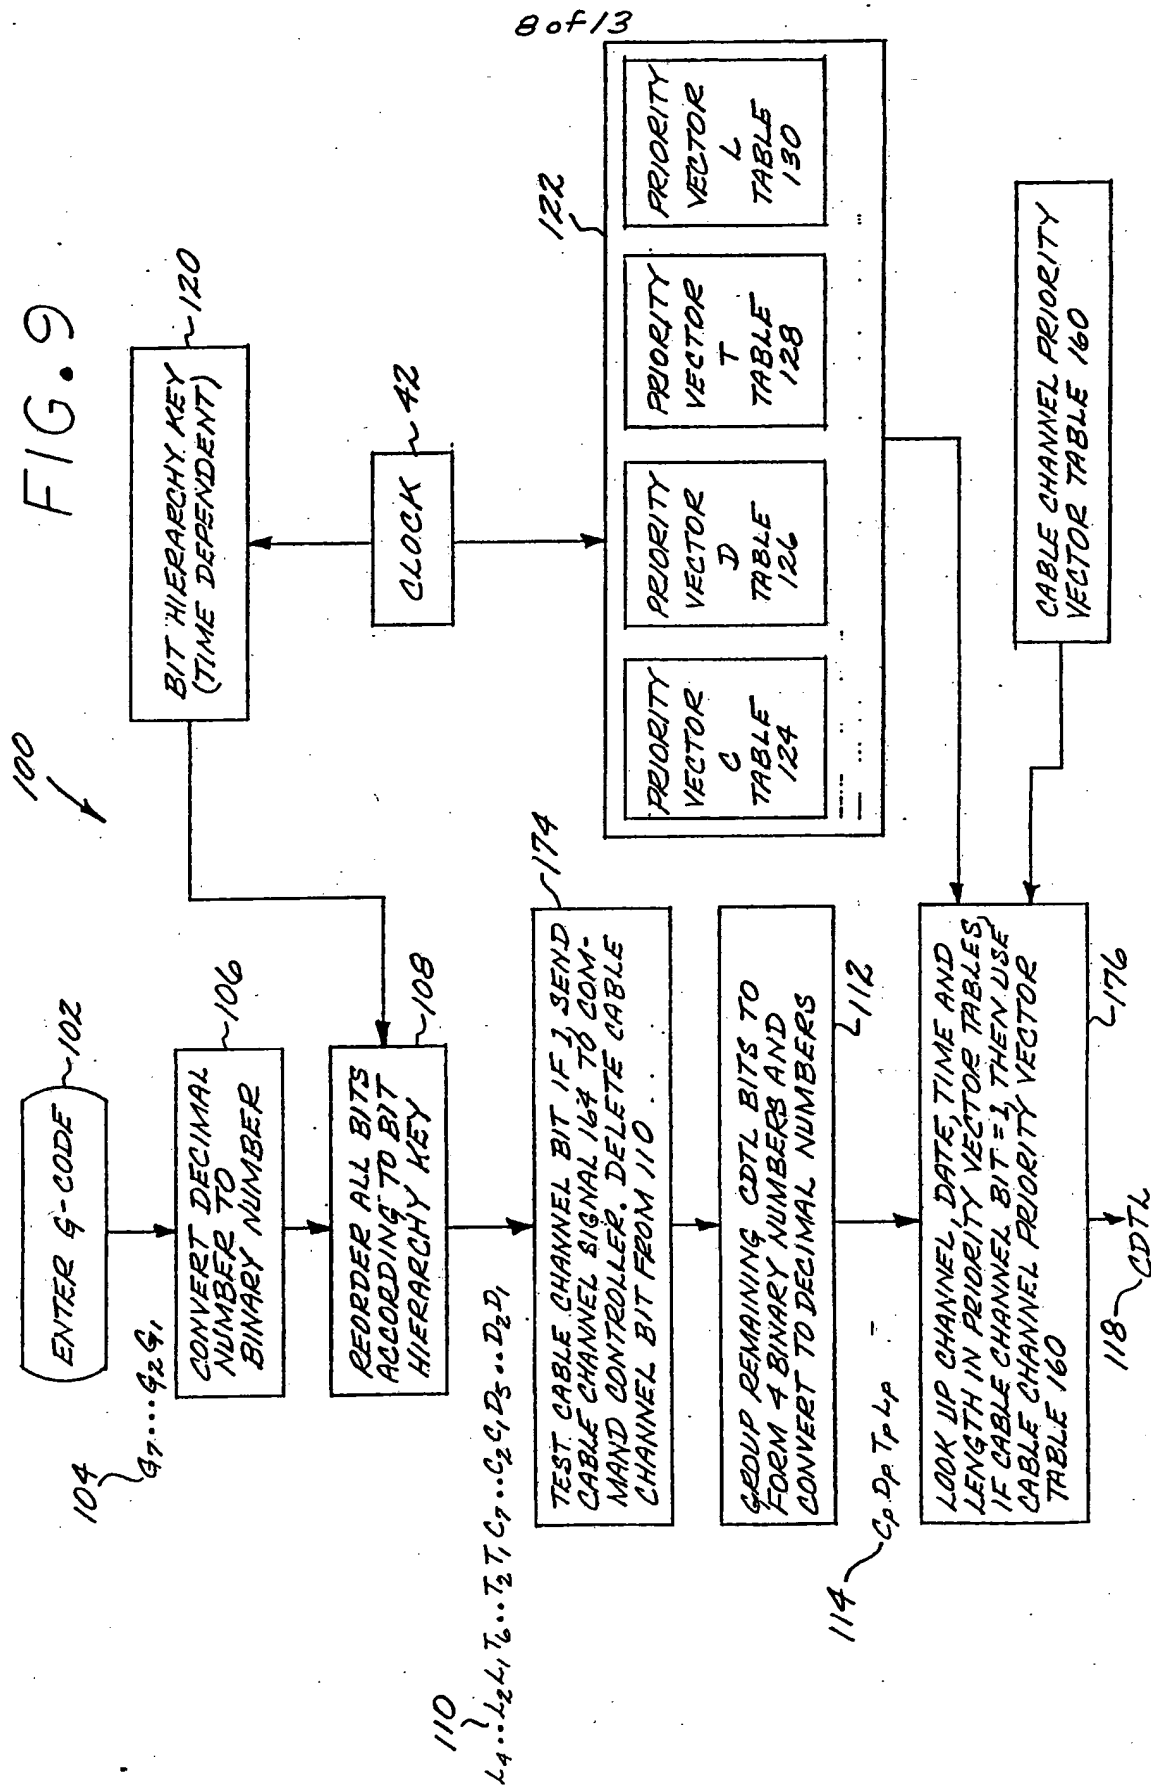 8 of 13
FIG. 9
100
ENTER G-CODE
102
104
G7....G2G1
CONVERT DECIMAL
NUMBER TO
BINARY NUMBER
106
REORDER ALL BITS
ACCORDING TO BIT
HIERARCHY KEY
108
BIT HIERARCHY KEY
(TIME DEPENDENT)
120
CLOCK
42
110
L4...L2L1T6...T2T1C7...C2C1D5...D2D1
TEST CABLE CHANNEL BIT IF 1, SEND
CABLE CHANNEL SIGNAL 164 TO COM-
MAND CONTROLLER. DELETE CABLE
CHANNEL BIT FROM 110
174
GROUP REMAINING CDTL BITS TO
FORM 4 BINARY NUMBERS AND
CONVERT TO DECIMAL NUMBERS
112
114
Cp Dp Tp Lp
LOOK UP CHANNEL, DATE, TIME AND
LENGTH IN PRIORITY VECTOR TABLES,
IF CABLE CHANNEL BIT = 1, THEN USE
CABLE CHANNEL PRIORITY VECTOR
TABLE 160
176
118
CDTL
122
PRIORITY
VECTOR
C
TABLE
124
PRIORITY
VECTOR
D
TABLE
126
PRIORITY
VECTOR
T
TABLE
128
PRIORITY
VECTOR
L
TABLE
130
CABLE CHANNEL PRIORITY
VECTOR TABLE 160